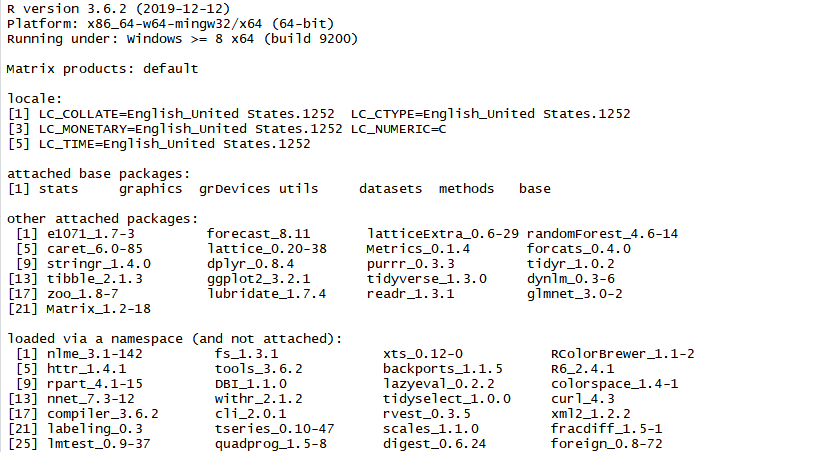 R version 3.6.2 (2019-12-12)
Platform: x86_64-w64-mingw32/x64 (64-bit)
Running under: Windows >= 8 x64 (build 9200)
Matrix products: default
locale:
[1] LC_COLLATE=English_United States.1252  LC_CTYPE=English_United States.1252
[3] LC_MONETARY=English_United States.1252 LC_NUMERIC=C
[5] LC_TIME=English_United States.1252
attached base packages:
[1] stats     graphics  grDevices utils     datasets  methods   base
other attached packages:
[1] e1071_1.7-3        forecast_8.11       latticeExtra_0.6-29 randomForest_4.6-14
[5] caret_6.0-85       lattice_0.20-38     Metrics_0.1.4       forcats_0.4.0
[9] stringr_1.4.0      dplyr_0.8.4         purrr_0.3.3         tidyr_1.0.2
[13] tibble_2.1.3       ggplot2_3.2.1       tidyverse_1.3.0     dynlm_0.3-6
[17] zoo_1.8-7          lubridate_1.7.4     readr_1.3.1         glmnet_3.0-2
[21] Matrix_1.2-18
loaded via a namespace (and not attached):
[1] nlme_3.1-142         fs_1.3.1             xts_0.12-0           RColorBrewer_1.1-2
[5] httr_1.4.1           tools_3.6.2          backports_1.1.5      R6_2.4.1
[9] rpart_4.1-15         DBI_1.1.0            lazyeval_0.2.2       colorspace_1.4-1
[13] nnet_7.3-12          withr_2.1.2          tidyselect_1.0.0     curl_4.3
[17] compiler_3.6.2       cli_2.0.1            rvest_0.3.5          xml2_1.2.2
[21] labeling_0.3         tseries_0.10-47      scales_1.1.0         fracdiff_1.5-1
[25] lmtest_0.9-37        quadprog_1.5-8       digest_0.6.24        foreign_0.8-72